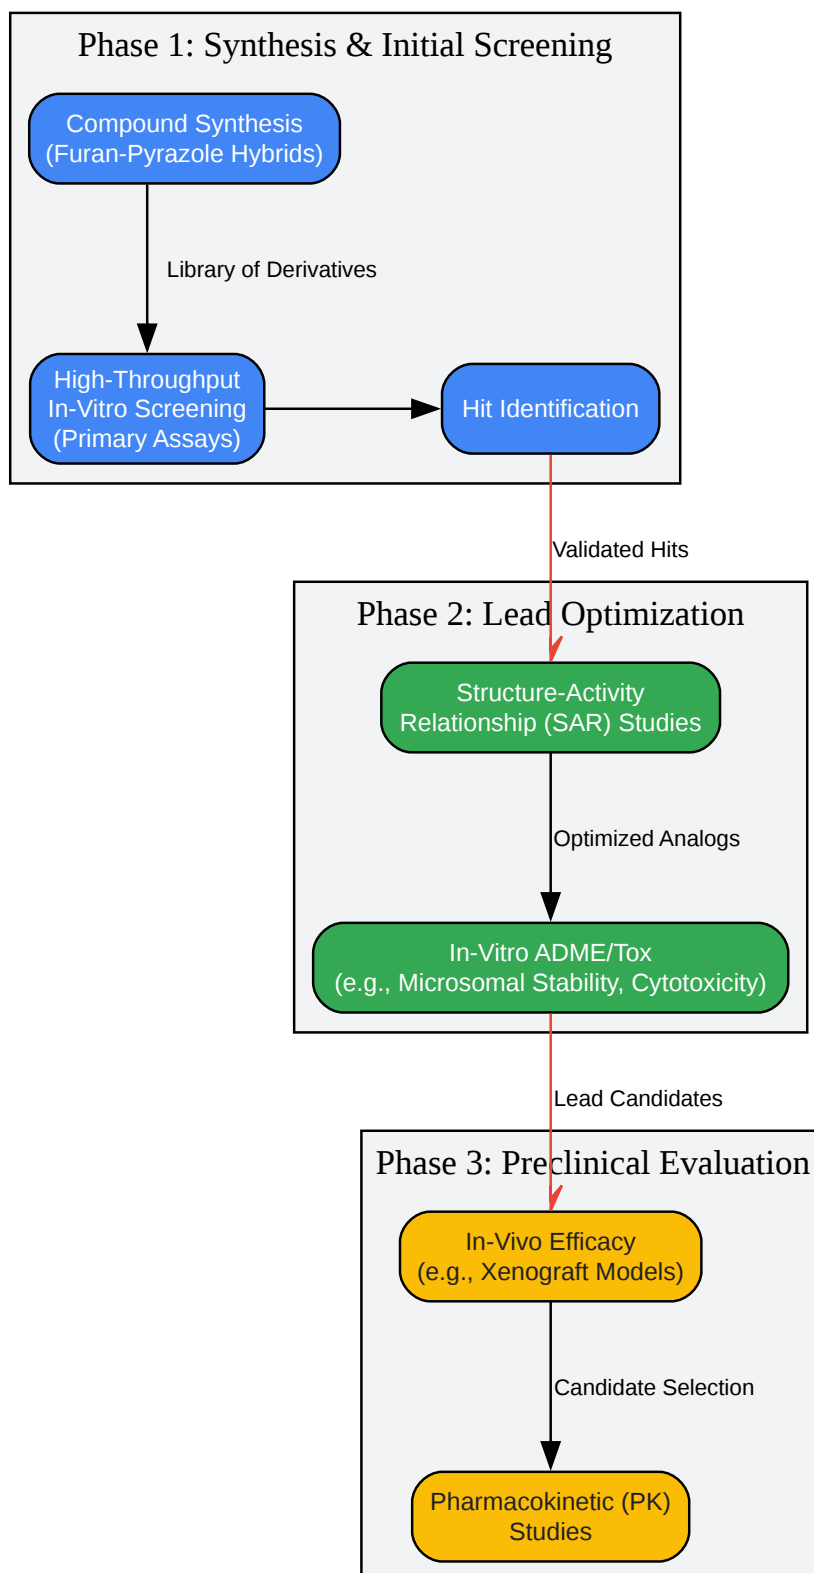 Phase 1: Synthesis & Initial Screening
Compound Synthesis
(Furan-Pyrazole Hybrids)
Library of Derivatives
High-Throughput
In-Vitro Screening
(Primary Assays)
Hit Identification
Validated Hits
Phase 2: Lead Optimization
Structure-Activity
Relationship (SAR) Studies
Optimized Analogs
In-Vitro ADME/Tox
(e.g., Microsomal Stability, Cytotoxicity)
Lead Candidates
Phase 3: Preclinical Evaluation
In-Vivo Efficacy
(e.g., Xenograft Models)
Candidate Selection
Pharmacokinetic (PK)
Studies